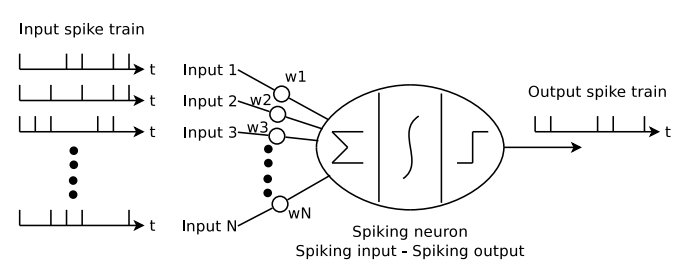 Input spike train
t
t
t
t
Input 1
Input 2
Input 3
Input N
w1
w2
w3
wN
Output spike train
t
Spiking neuron
Spiking input - Spiking output